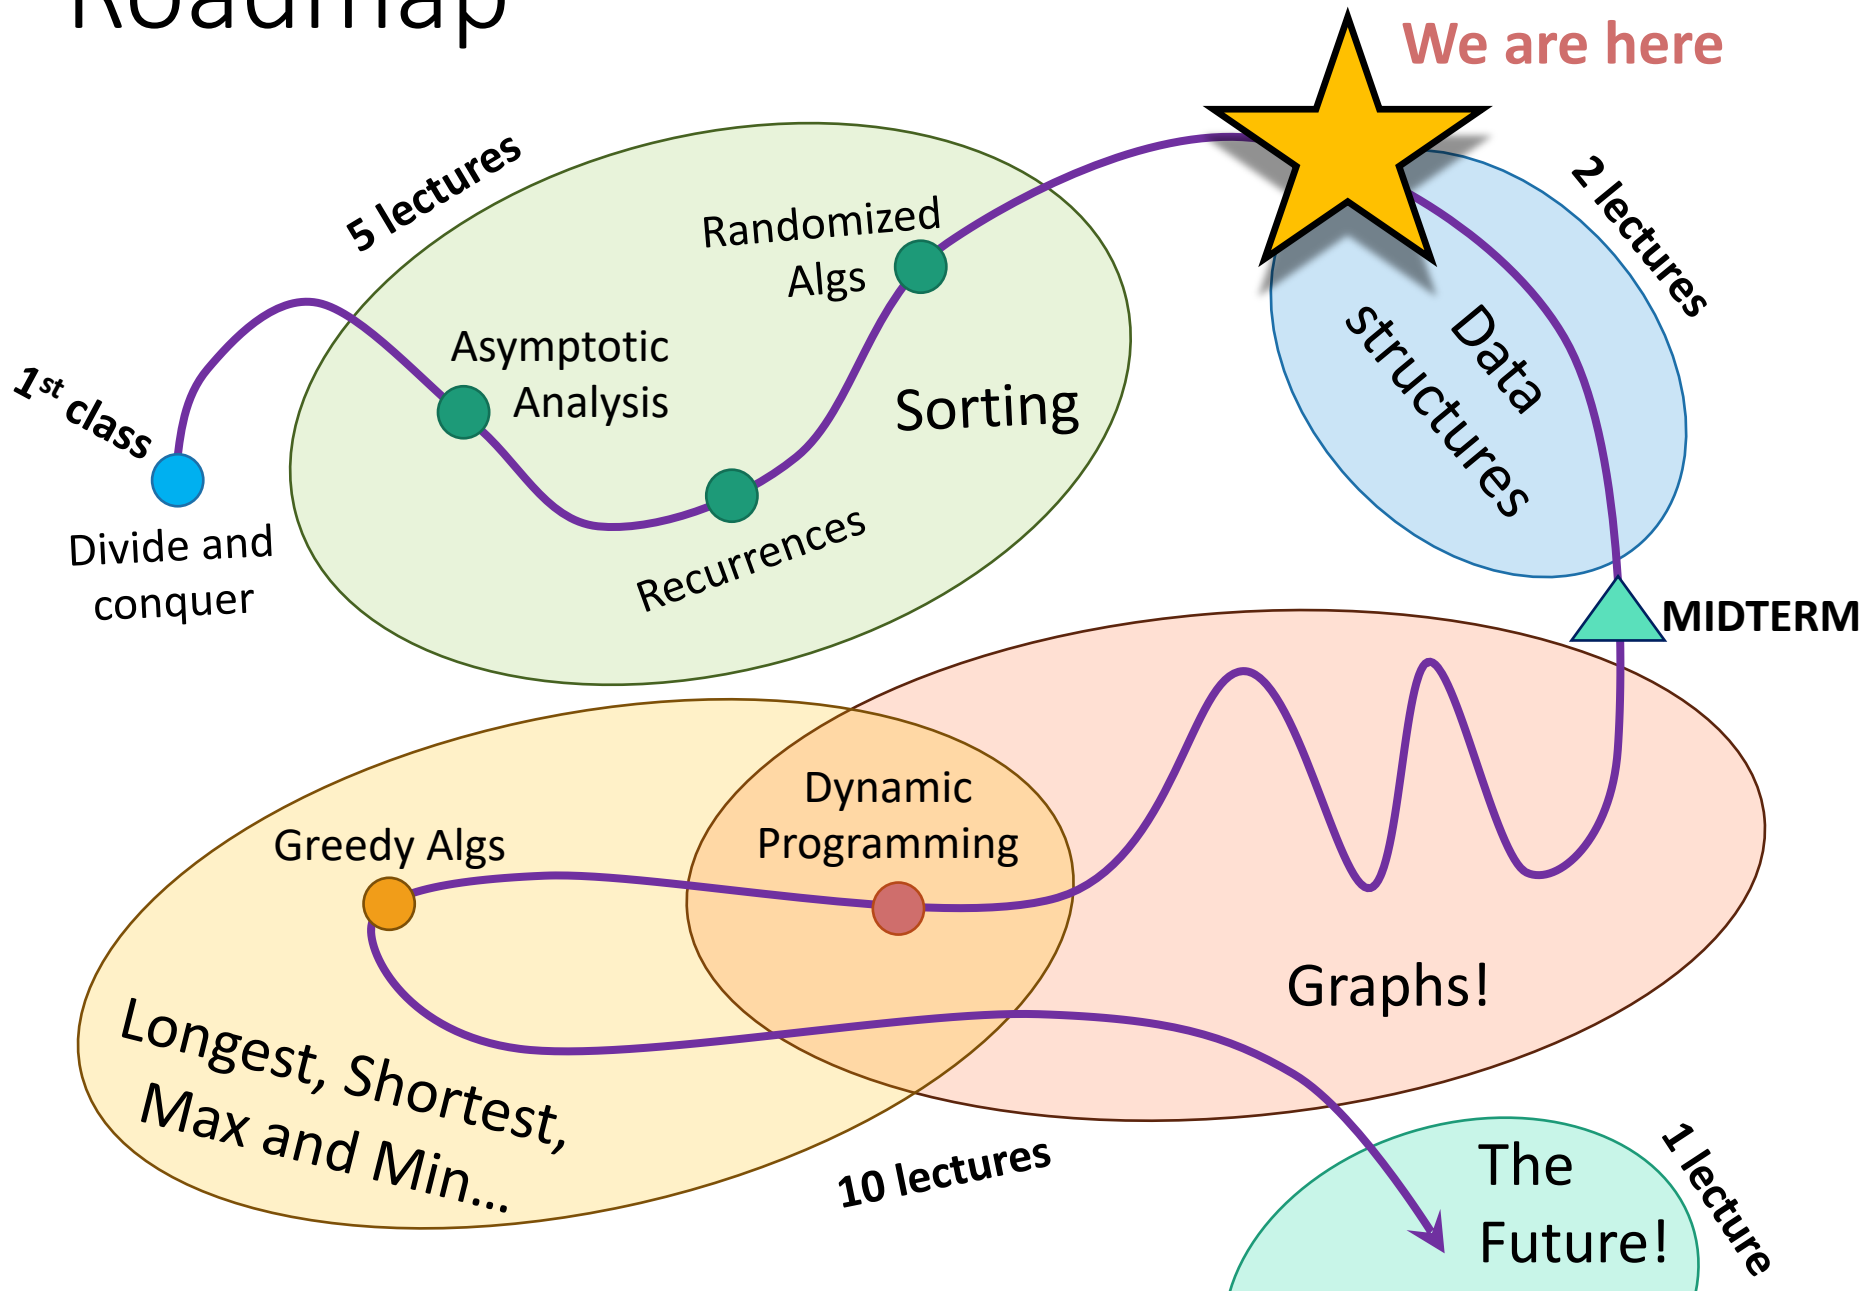 Roadmap
We are here
5 lectures
2 lectures
Randomized
Algs
Asymptotic
Analysis
Sorting
Data
structures
1st class
Divide and
conquer
Recurrences
MIDTERM
Dynamic
Programming
Greedy Algs
Graphs!
Longest, Shortest,
Max and Min...
10 lectures
The
Future!
1 lecture